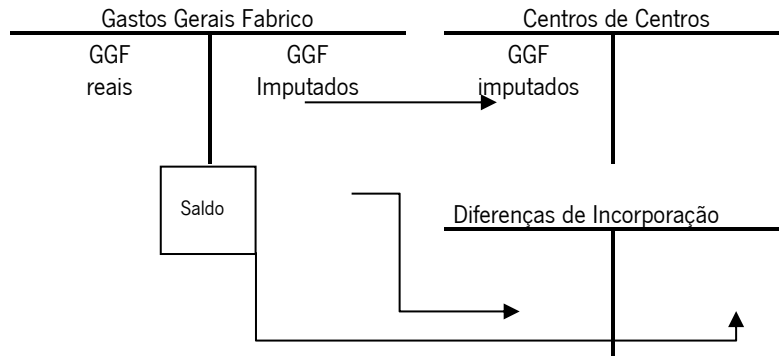 Gastos Gerais Fabrico
Centros de Centros
GGF
reais
GGF
Imputados
GGF
imputados
Saldo
Diferenças de Incorporação